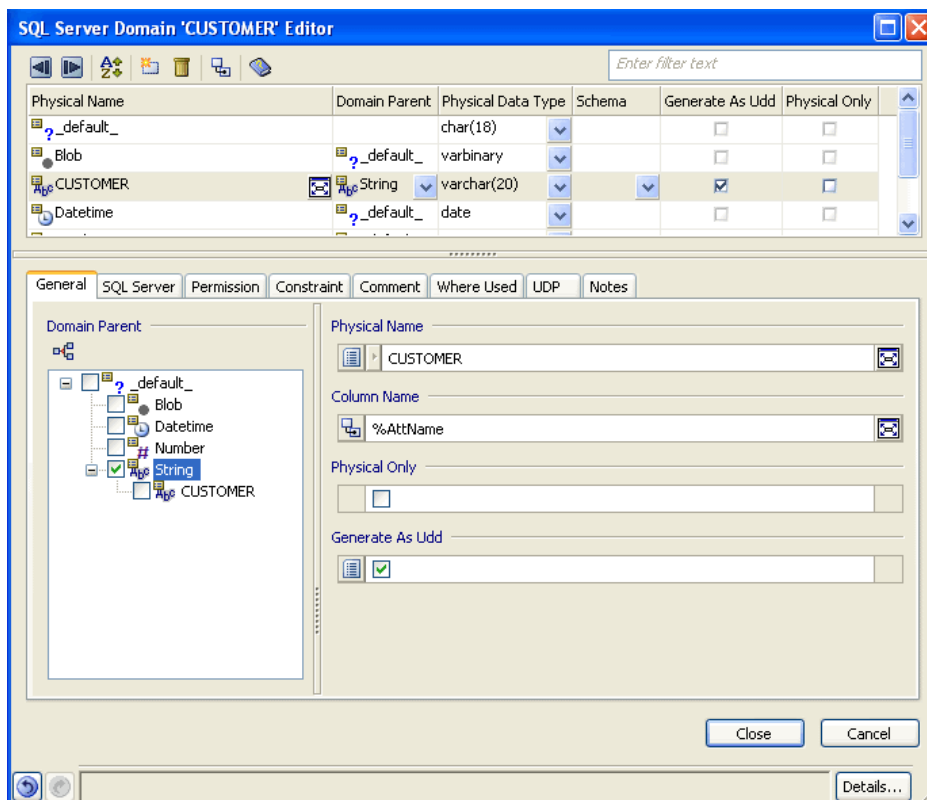 SQL Server Domain 'CUSTOMER' Editor
Enter filter text
Physical Name Domain Parent Physical Data Type Schema Generate As Udd Physical Only
_default_ char(18)
Blob _default_ varbinary
CUSTOMER String varchar(20)
Datetime _default_ date
General SQL Server Permission Constraint Comment Where Used UDP Notes
Domain Parent
_default_
Blob
Datetime
Number
String
CUSTOMER
Physical Name
CUSTOMER
Column Name
%AttName
Physical Only
Generate As Udd
Close Cancel
Details...